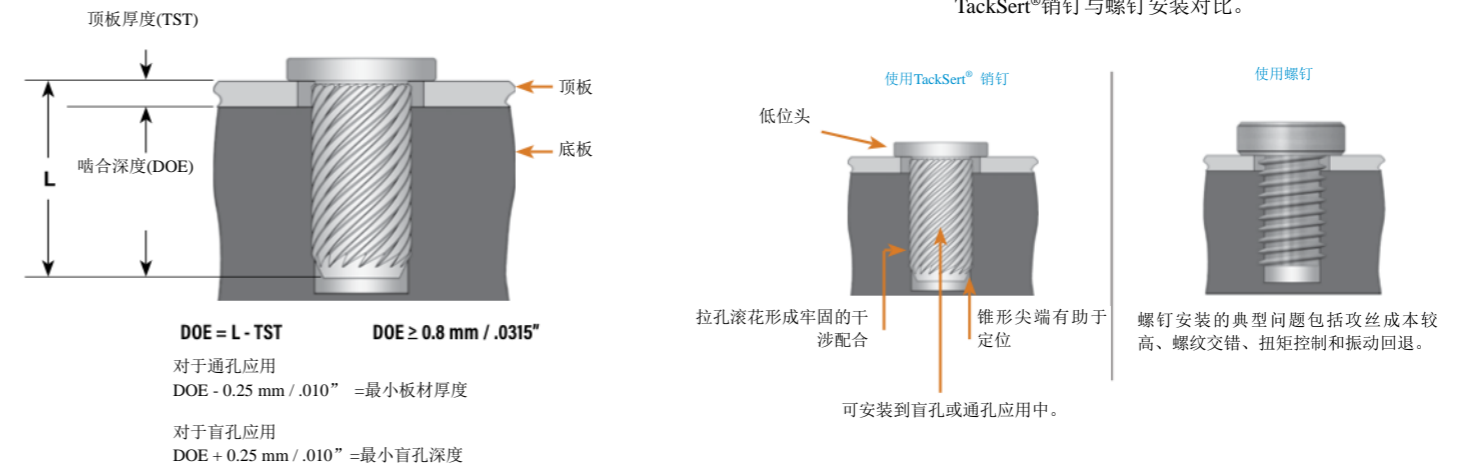 顶板厚度(TST)
顶板
底板
啮合深度(DOE)
L
DOE = L - TST
DOE ≥ 0.8 mm / .0315"
对于通孔应用
DOE - 0.25 mm / .010” =最小板材厚度
对于盲孔应用
DOE + 0.25 mm / .010” =最小盲孔深度
TackSert®销钉与螺钉安装对比。
使用TackSert® 销钉
低位头
拉孔滚花形成牢固的干
涉配合
锥形尖端有助于
定位
可安装到盲孔或通孔应用中。
使用螺钉
螺钉安装的典型问题包括攻丝成本较
高、螺纹交错、扭矩控制和振动回退。